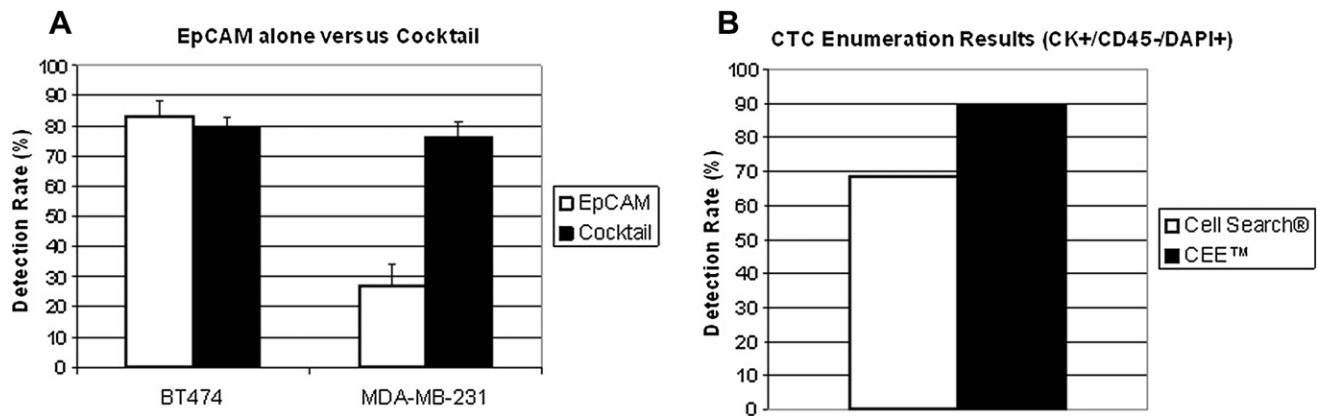 A
EpCAM alone versus Cocktail
Detection Rate (%)
100
90
80
70
60
50
40
30
20
10
0
BT474 MDA-MB-231
EpCAM
Cocktail
B
CTC Enumeration Results (CK+/CD45-/DAPI+)
Detection Rate (%)
100
90
80
70
60
50
40
30
20
10
0
Cell Search®
CEE™